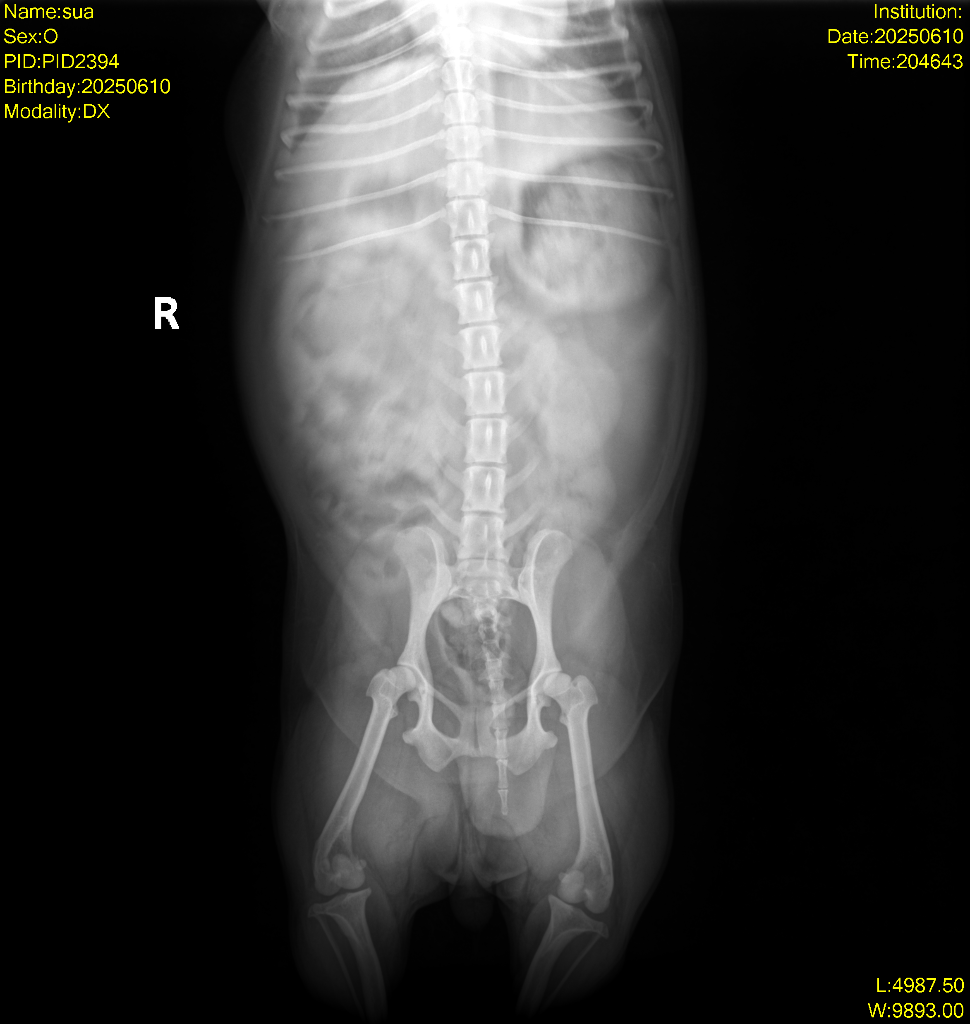 Name:sua
Sex:O
PID:PID2394
Birthday:20250610
Modality:DX
Institution:
Date:20250610
Time:204643
R
L:4987.50
W:9893.00